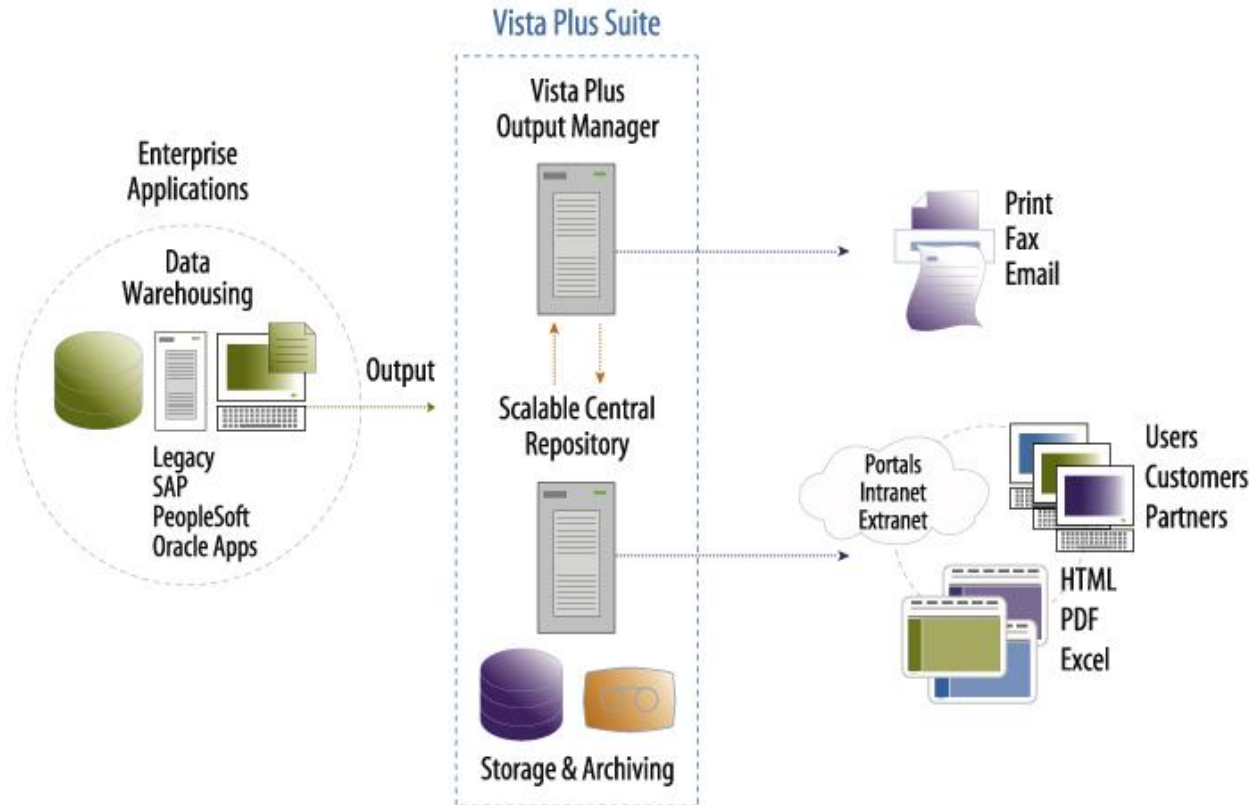 Vista Plus Suite
Vista Plus
Output Manager
Enterprise
Applications
Data
Warehousing
Legacy
SAP
PeopleSoft
Oracle Apps
Output
Scalable Central
Repository
Storage & Archiving
Print
Fax
Email
Portals
Intranet
Extranet
Users
Customers
Partners
HTML
PDF
Excel